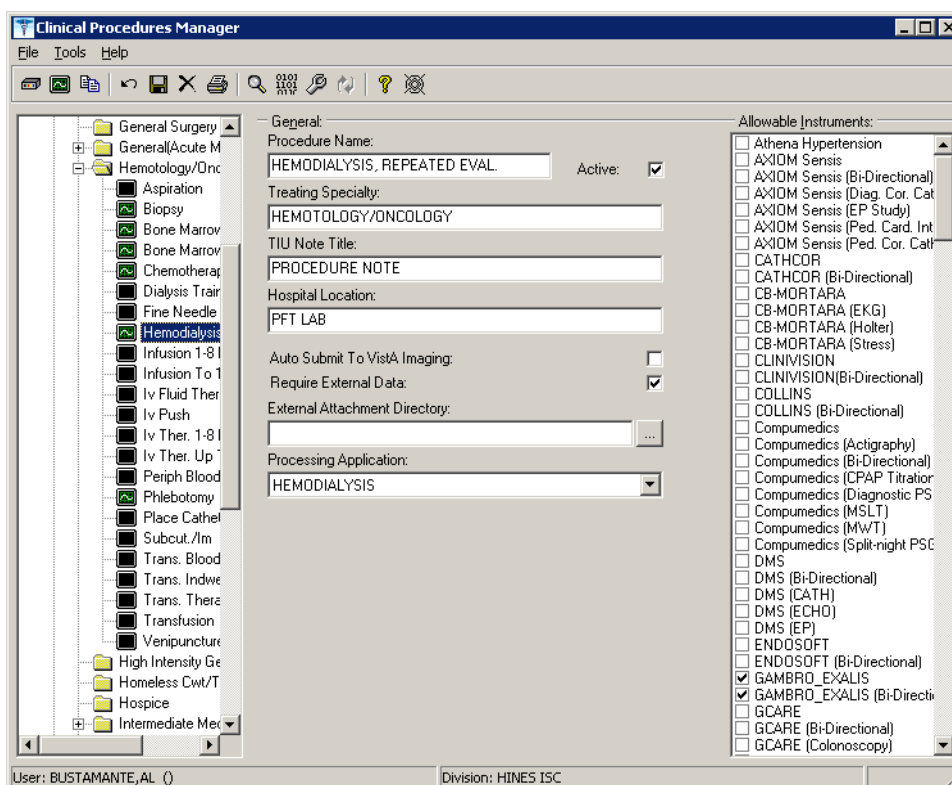 Clinical Procedures Manager
File Tools Help
General Surgery
General(Acute M
Hemotology/Onc
Aspiration
Biopsy
Bone Marrow
Bone Marrow
Chemotherap
Dialysis Train
Fine Needle
Hemodialysis
Infusion 1-8 
Infusion To 1
Iv Fluid Ther
Iv Push
Iv Ther. 1-8 
Iv Ther. Up
Periph Blood
Phlebotomy
Place Cathet
Subcut./Im
Trans. Blood
Trans. Indwe
Trans. Thera
Transfusion
Venipuncture
High Intensity Ge
Homeless Cwt/T
Hospice
Intermediate Med
General:
Procedure Name:
HEMODIALYSIS, REPEATED EVAL.
Active:
Treating Specialty:
HEMOTOLOGY/ONCOLOGY
TIU Note Title:
PROCEDURE NOTE
Hospital Location:
PFT LAB
Auto Submit To VistA Imaging:
Require External Data:
External Attachment Directory:
...
Processing Application:
HEMODIALYSIS
Allowable Instruments:
Athena Hypertension
AXIOM Sensis
AXIOM Sensis (Bi-Directional)
AXIOM Sensis (Diag. Cor. Cat
AXIOM Sensis (EP Study)
AXIOM Sensis (Ped. Card. Int
AXIOM Sensis (Ped. Cor. Cath
CATHCOR
CATHCOR (Bi-Directional)
CB-MORTARA
CB-MORTARA (EKG)
CB-MORTARA (Holter)
CB-MORTARA (Stress)
CLINIVISION
CLINIVISION(Bi-Directional)
COLLINS
COLLINS (Bi-Directional)
Compumedics
Compumedics (Actigraphy)
Compumedics (Bi-Directional)
Compumedics (CPAP Titration
Compumedics (Diagnostic PS
Compumedics (MSLT)
Compumedics (MWT)
Compumedics (Split-night PSG
DMS
DMS (Bi-Directional)
DMS (CATH)
DMS (ECHO)
DMS (EP)
ENDOSOFT
ENDOSOFT (Bi-Directional)
GAMBRO_EXALIS
GAMBRO_EXALIS (Bi-Directi
GCARE
GCARE (Bi-Directional)
GCARE (Colonoscopy)
User: BUSTAMANTE,AL ()
Division: HINES ISC